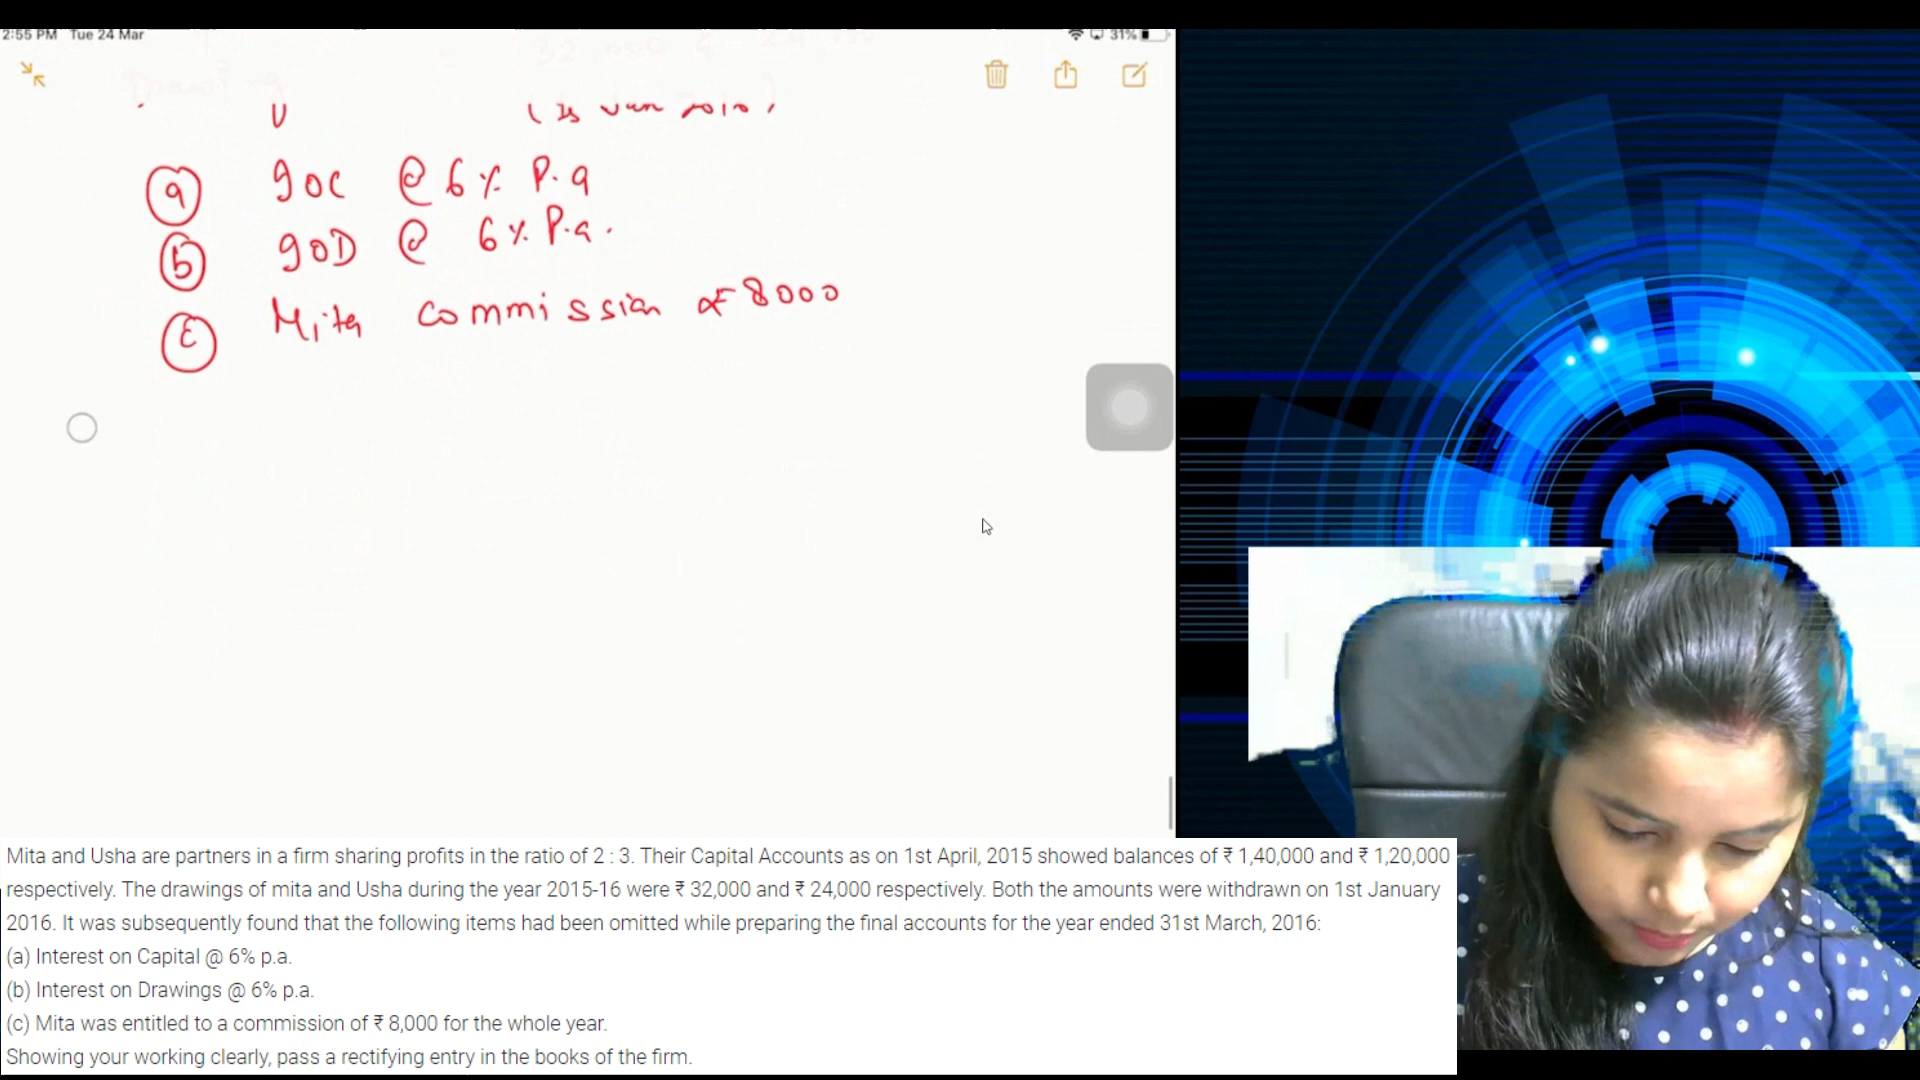 2:55 PM Tue 24 Mar 31%
U
(a) IOC @ 6% P.a
(b) IOD @ 6% P.a.
(c) Mita Commission of 8000
Mita and Usha are partners in a firm sharing profits in the ratio of 2 : 3. Their Capital Accounts as on 1st April, 2015 showed balances of ₹ 1,40,000 and ₹ 1,20,000
respectively. The drawings of mita and Usha during the year 2015-16 were ₹ 32,000 and ₹ 24,000 respectively. Both the amounts were withdrawn on 1st January
2016. It was subsequently found that the following items had been omitted while preparing the final accounts for the year ended 31st March, 2016:
(a) Interest on Capital @ 6% p.a.
(b) Interest on Drawings @ 6% p.a.
(c) Mita was entitled to a commission of ₹ 8,000 for the whole year.
Showing your working clearly, pass a rectifying entry in the books of the firm.